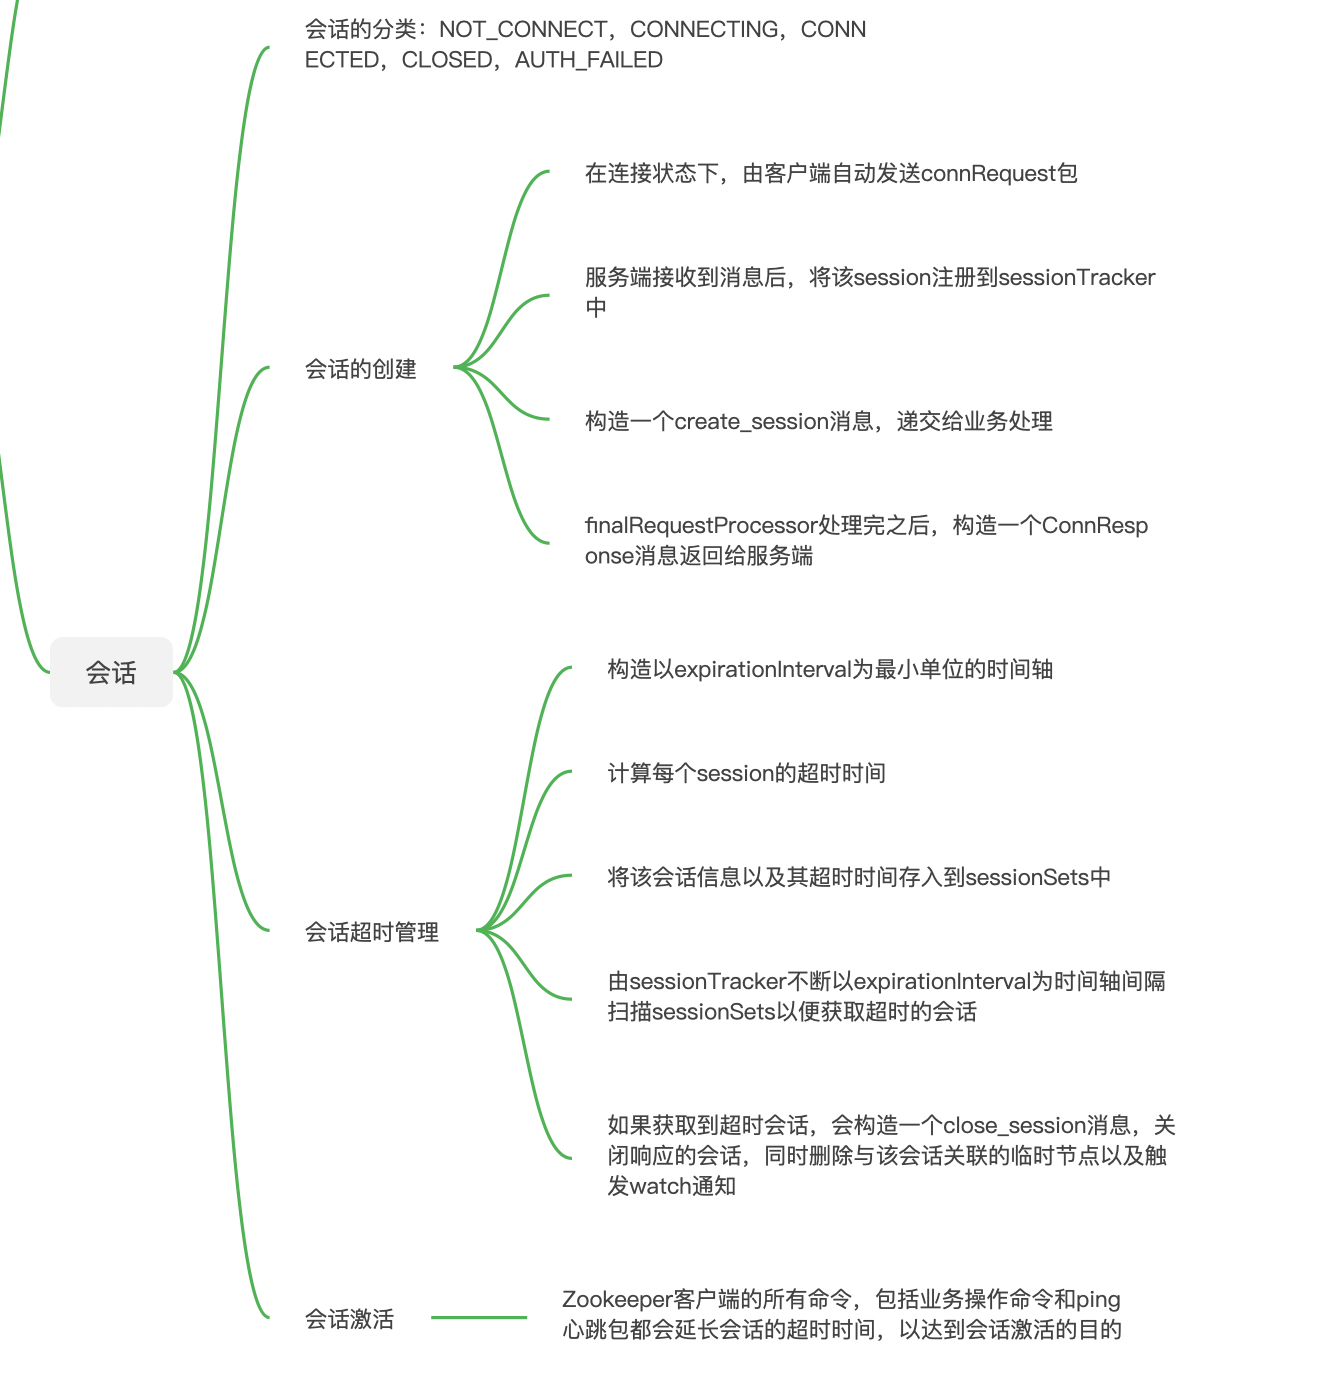 会话的分类：NOT_CONNECT，CONNECTING，CONN
ECTED，CLOSED，AUTH_FAILED
在连接状态下，由客户端自动发送connRequest包
服务端接收到消息后，将该session注册到sessionTracker
中
会话的创建
构造一个create_session消息，递交给业务处理
finalRequestProcessor处理完之后，构造一个ConnResp
onse消息返回给服务端
会话
构造以expirationInterval为最小单位的时间轴
计算每个session的超时时间
将该会话信息以及其超时时间存入到sessionSets中
会话超时管理
由sessionTracker不断以expirationInterval为时间轴间隔
扫描sessionSets以便获取超时的会话
如果获取到超时会话，会构造一个close_session消息，关
闭响应的会话，同时删除与该会话关联的临时节点以及触
发watch通知
会话激活
Zookeeper客户端的所有命令，包括业务操作命令和ping
心跳包都会延长会话的超时时间，以达到会话激活的目的